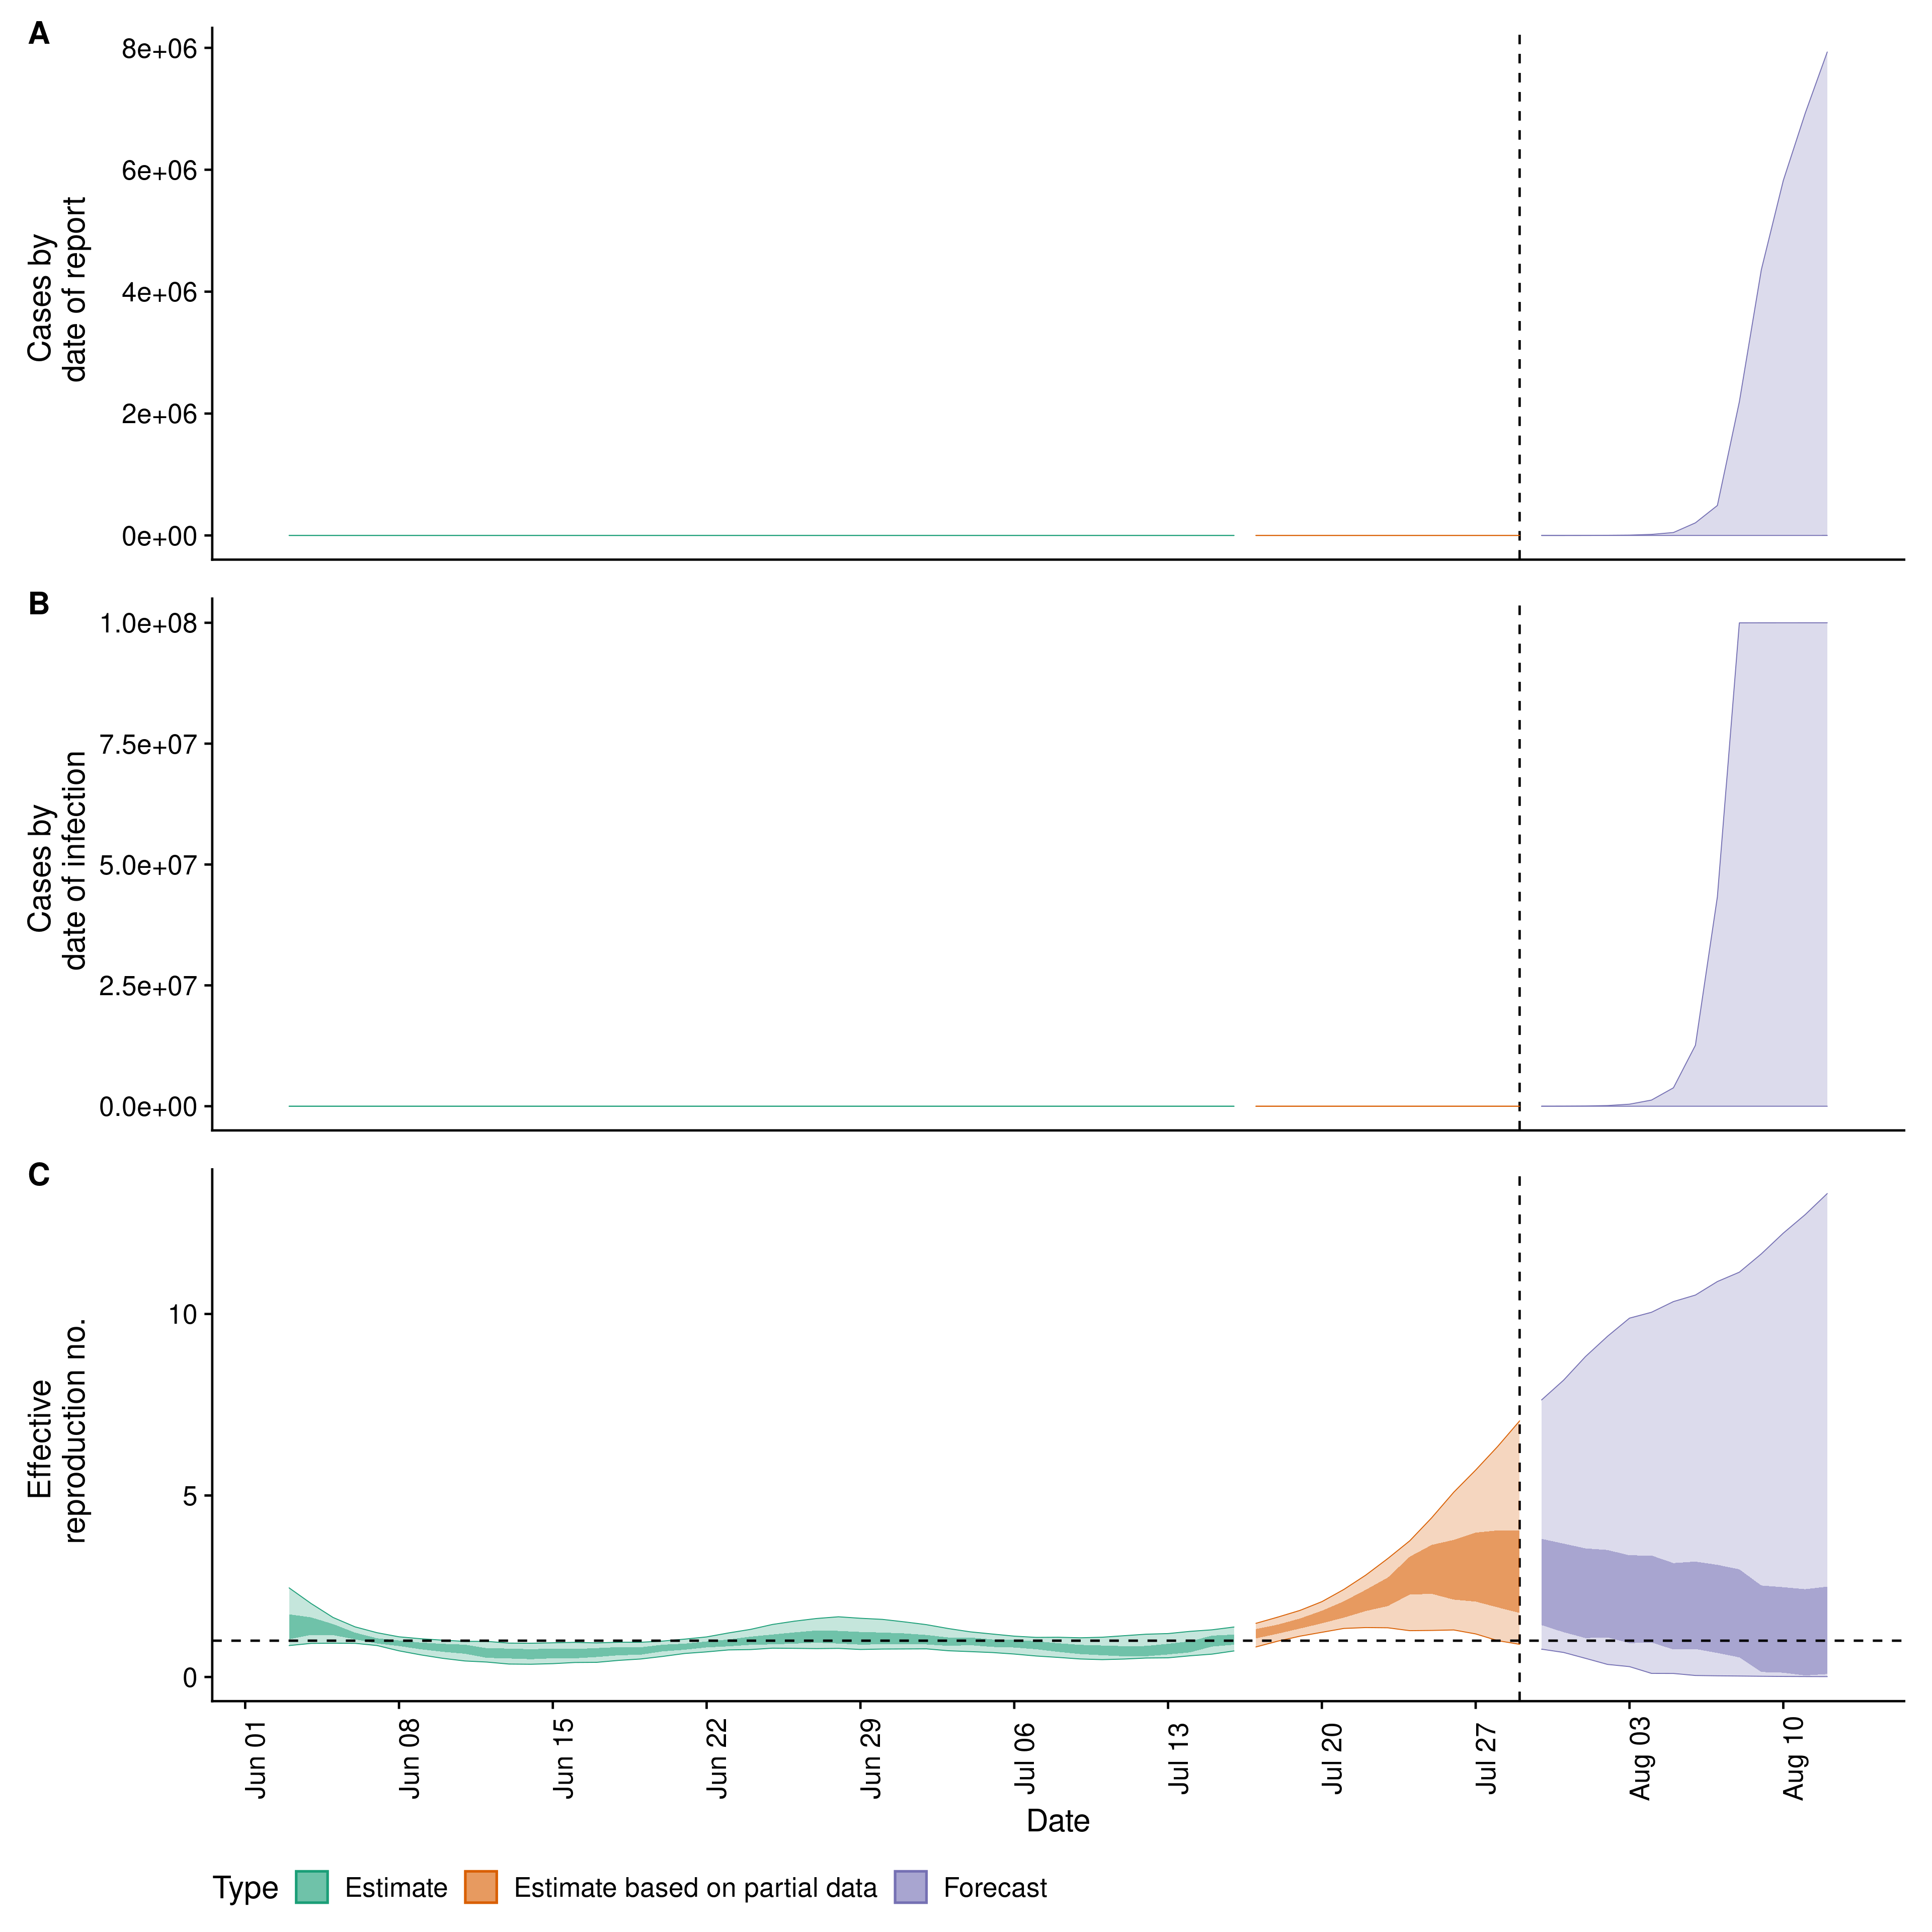 A
Cases by
date of report
8e+06
6e+06
4e+06
2e+06
0e+00
B
Cases by
date of infection
1.0e+08
7.5e+07
5.0e+07
2.5e+07
0.0e+00
C
Effective
reproduction no.
10
5
0
Jun 01
Jun 08
Jun 15
Jun 22
Jun 29
Jul 06
Jul 13
Jul 20
Jul 27
Aug 03
Aug 10
Date
Type Estimate Estimate based on partial data Forecast